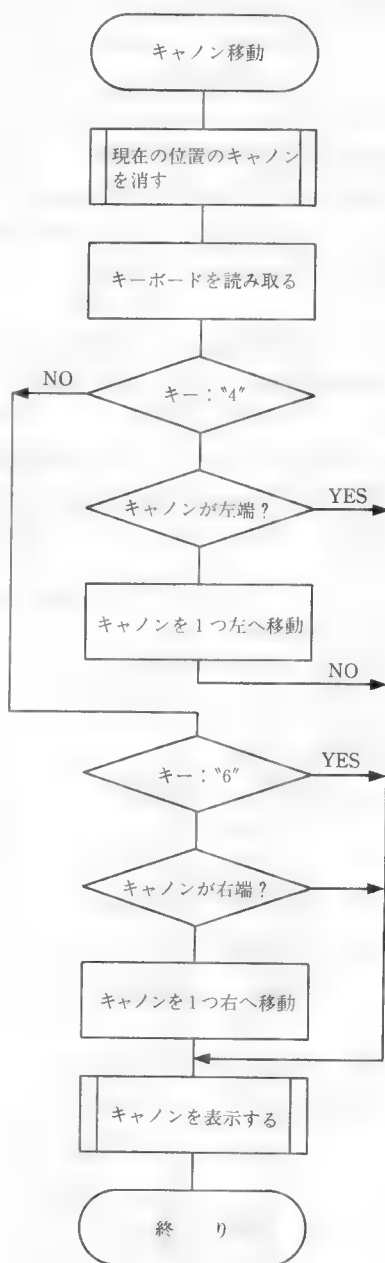 キャノン移動
現在の位置のキャノン
を消す
キーボードを読み取る
NO
キー：〝4〟
キャノンが左端？
YES
キャノンを１つ左へ移動
NO
キー：〝6〟
YES
キャノンが右端？
キャノンを１つ右へ移動
キャノンを表示する
終　り